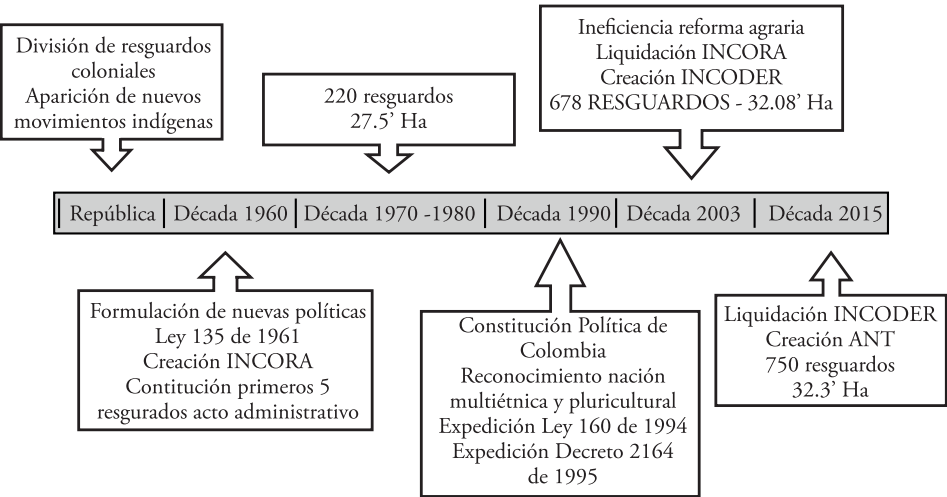 División de resguardos
coloniales
Aparición de nuevos
movimientos indígenas
220 resguardos
27.5' Ha
Ineficiencia reforma agraria
Liquidación INCORA
Creación INCODER
678 RESGUARDOS - 32.08' Ha
República | Década 1960 | Década 1970 -1980 | Década 1990 | Década 2003 | Década 2015
Formulación de nuevas políticas
Ley 135 de 1961
Creación INCORA
Contitución primeros 5
resgurados acto administrativo
Constitución Política de
Colombia
Reconocimiento nación
multiétnica y pluricultural
Expedición Ley 160 de 1994
Expedición Decreto 2164
de 1995
Liquidación INCODER
Creación ANT
750 resguardos
32.3' Ha